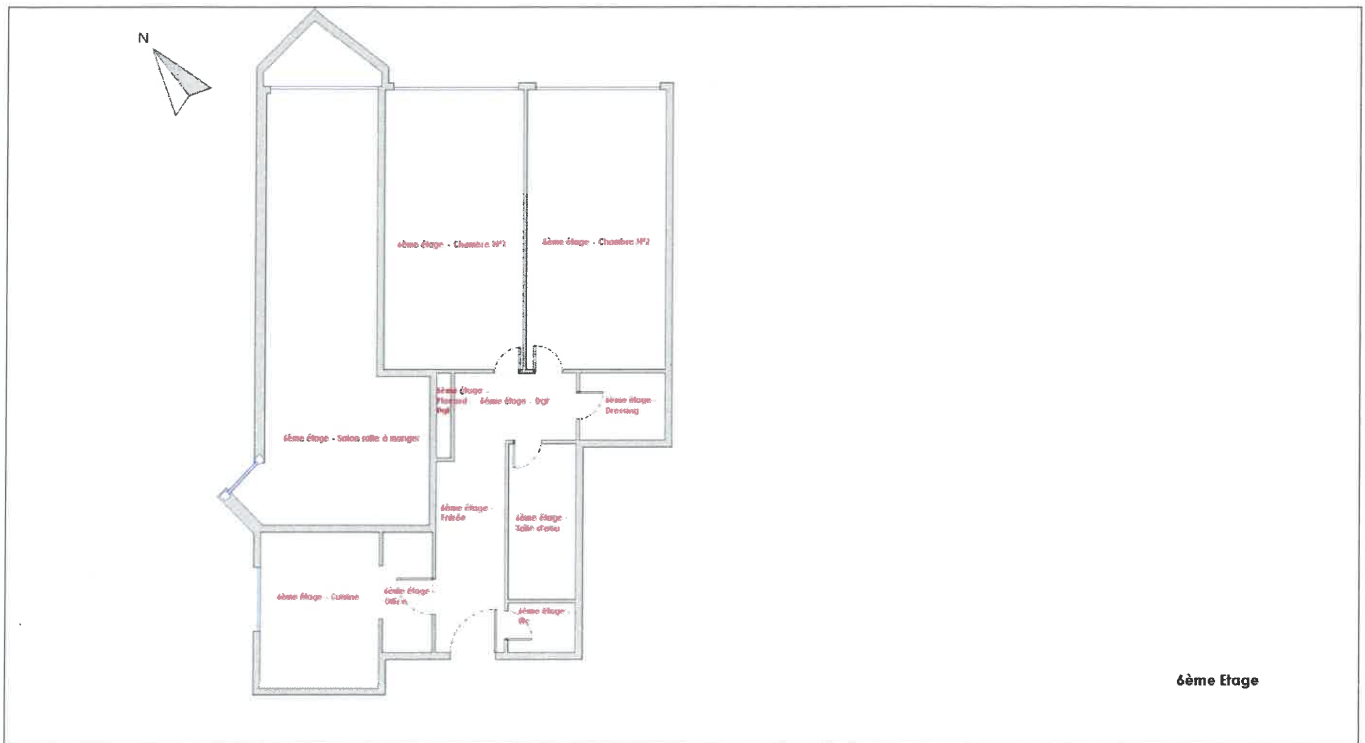 N
6ème étage - Chambre N°1
6ème étage - Chambre N°2
6ème étage -
Placard
Dgt
6ème étage - Dgt
6ème étage -
Dressing
6ème étage - Salon salle à manger
6ème étage -
Entrée
6ème étage -
Salle d'eau
6ème étage - Cuisine
6ème étage -
Office
6ème étage -
Wc
6ème Etage